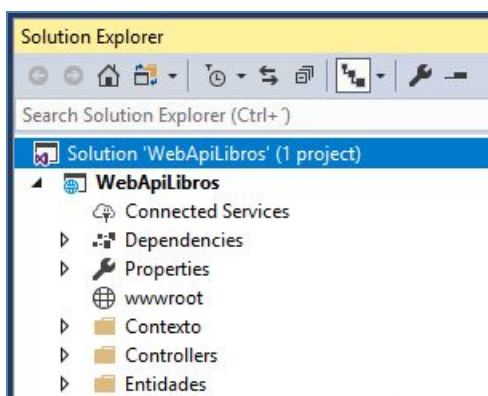 Solution Explorer
Search Solution Explorer (Ctrl+´)
Solution 'WebApiLibros' (1 project)
WebApiLibros
Connected Services
Dependencies
Properties
wwwroot
Contexto
Controllers
Entidades